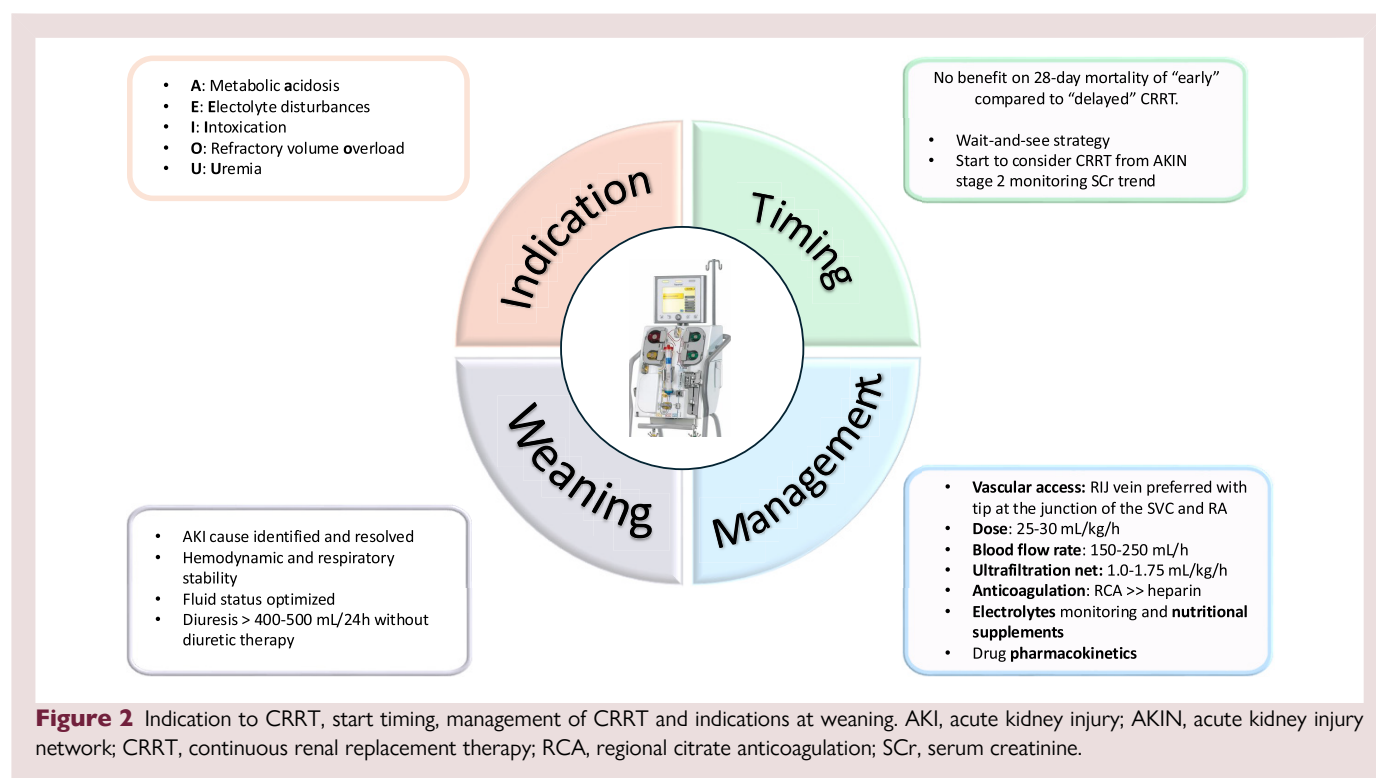 • A: Metabolic acidosis
• E: Electolyte disturbances
• I: Intoxication
• O: Refractory volume overload
• U: Uremia
No benefit on 28-day mortality of “early”
compared to “delayed” CRRT.
• Wait-and-see strategy
• Start to consider CRRT from AKIN
stage 2 monitoring SCr trend
Indication
Timing
Weaning
Management
• AKI cause identified and resolved
• Hemodynamic and respiratory
stability
• Fluid status optimized
• Diuresis > 400-500 mL/24h without
diuretic therapy
• Vascular access: RIJ vein preferred with
tip at the junction of the SVC and RA
• Dose: 25-30 mL/kg/h
• Blood flow rate: 150-250 mL/h
• Ultrafiltration net: 1.0-1.75 mL/kg/h
• Anticoagulation: RCA >> heparin
• Electrolytes monitoring and nutritional
supplements
• Drug pharmacokinetics
Figure 2 Indication to CRRT, start timing, management of CRRT and indications at weaning. AKI, acute kidney injury; AKIN, acute kidney injury
network; CRRT, continuous renal replacement therapy; RCA, regional citrate anticoagulation; SCr, serum creatinine.